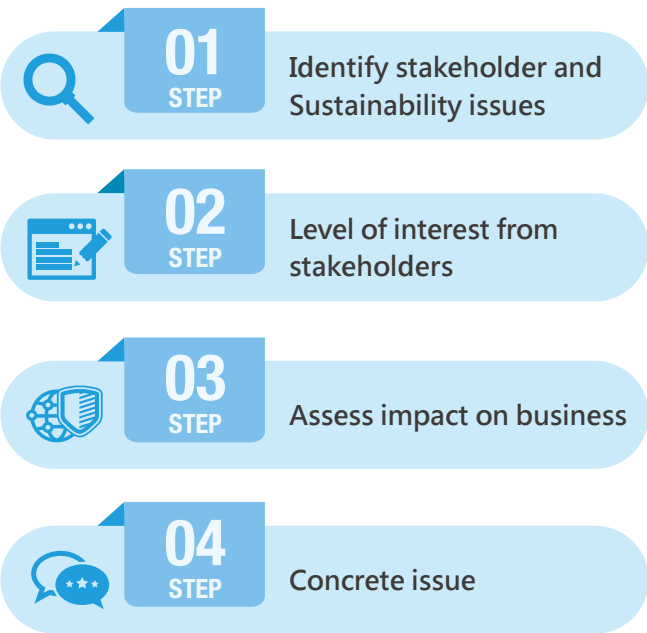 01
STEP
Identify stakeholder and
Sustainability issues
02
STEP
Level of interest from
stakeholders
03
STEP
Assess impact on business
04
STEP
Concrete issue